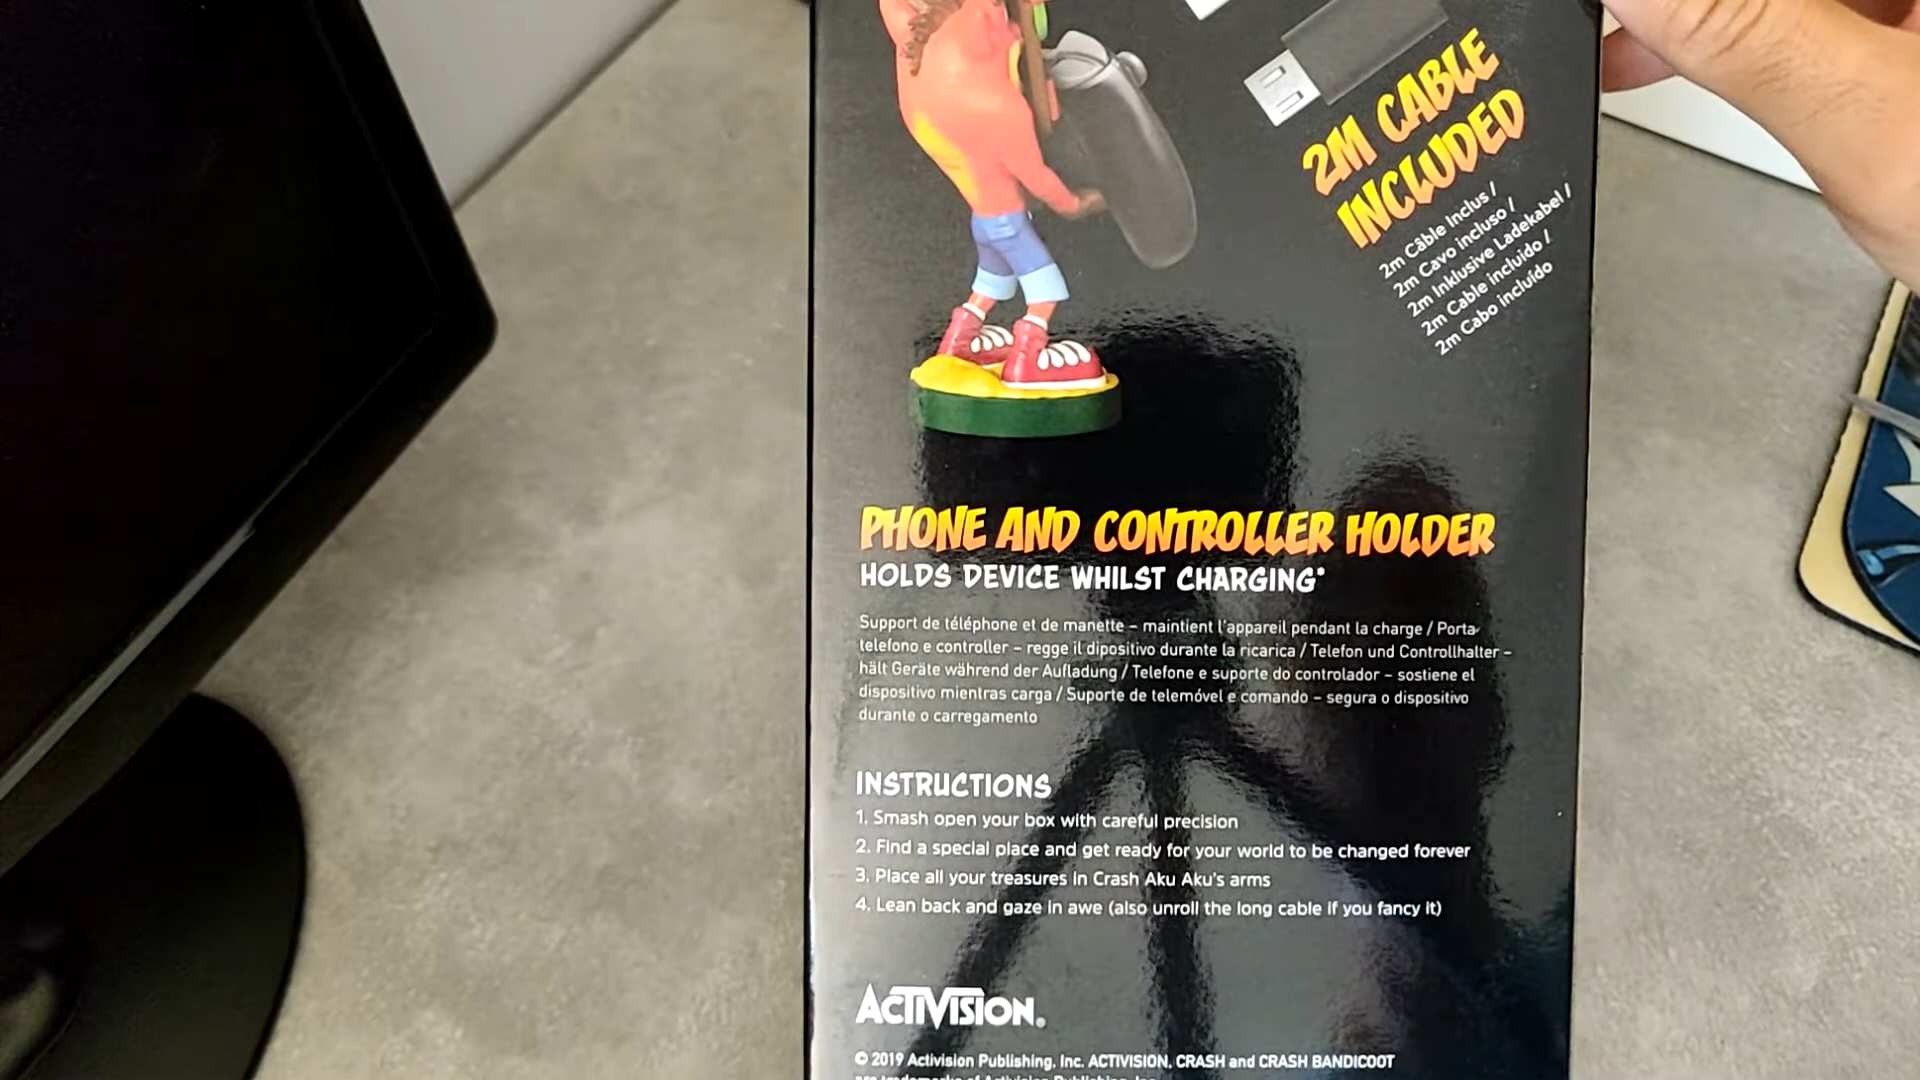 2M CABLE
INCLUDED
2m Câble Inclus /
2m Cavo incluso /
2m Inklusive Ladekabel /
2m Cable incluido /
2m Cabo incluído
PHONE AND CONTROLLER HOLDER
HOLDS DEVICE WHILST CHARGING*
Support de téléphone et de manette – maintient l'appareil pendant la charge / Porta-
telefono e controller – regge il dipositivo durante la ricarica / Telefon und Controllhalter –
hält Geräte während der Aufladung / Telefone e suporte do controlador – sostiene el
dispositivo mientras carga / Suporte de telemóvel e comando – segura o dispositivo
durante o carregamento
INSTRUCTIONS
1. Smash open your box with careful precision
2. Find a special place and get ready for your world to be changed forever
3. Place all your treasures in Crash Aku Aku's arms
4. Lean back and gaze in awe (also unroll the long cable if you fancy it)
ACTIVISION®
© 2019 Activision Publishing, Inc. ACTIVISION, CRASH and CRASH BANDICOOT